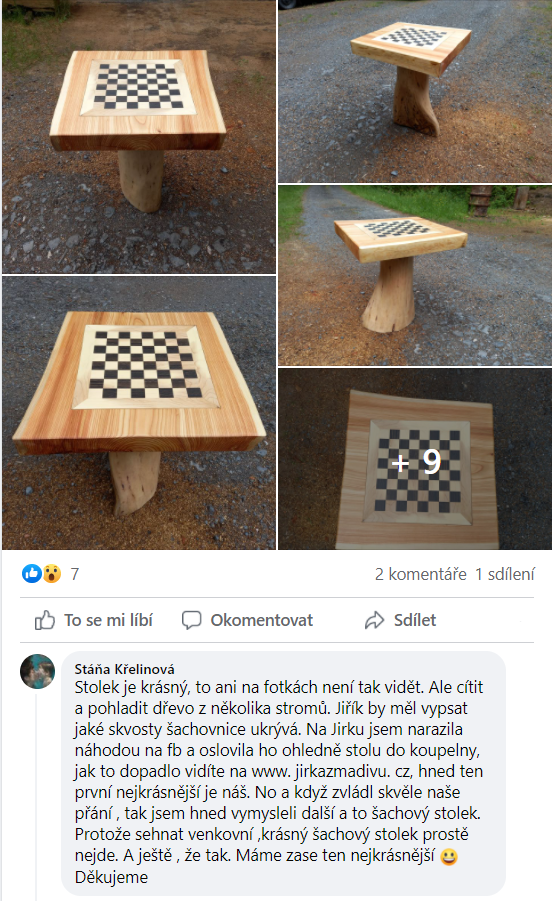 + 9
7
2 komentáře 1 sdílení
To se mi líbí
Okomentovat
Sdílet
Stáňa Křelinová
Stolek je krásný, to ani na fotkách není tak vidět. Ale cítit
a pohladit dřevo z několika stromů. Jiřík by měl vypsat
jaké skvosty šachovnice ukrývá. Na Jirku jsem narazila
náhodou na fb a oslovila ho ohledně stolu do koupelny,
jak to dopadlo vidíte na www. jirkazmadivu. cz, hned ten
první nejkrásnější je náš. No a když zvládl skvěle naše
přání , tak jsem hned vymysleli další a to šachový stolek.
Protože sehnat venkovní ,krásný šachový stolek prostě
nejde. A ještě , že tak. Máme zase ten nejkrásnější 😀
Děkujeme